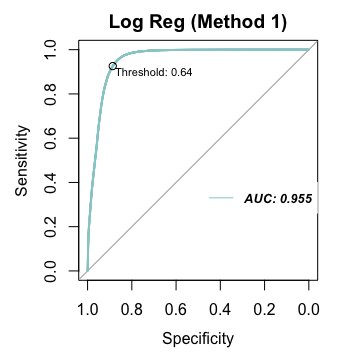 Log Reg (Method 1)
Sensitivity
1.0
0.8
0.6
0.4
0.2
0.0
Threshold: 0.64
AUC: 0.955
1.0 0.8 0.6 0.4 0.2 0.0
Specificity